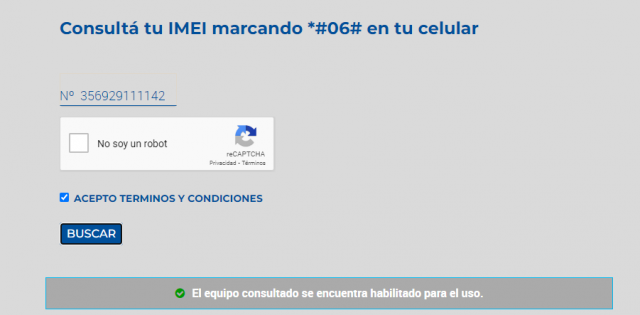 Consultá tu IMEI marcando *#06# en tu celular
Nº 356929111142
No soy un robot
reCAPTCHA
Privacidad - Términos
ACEPTO TERMINOS Y CONDICIONES
BUSCAR
El equipo consultado se encuentra habilitado para el uso.